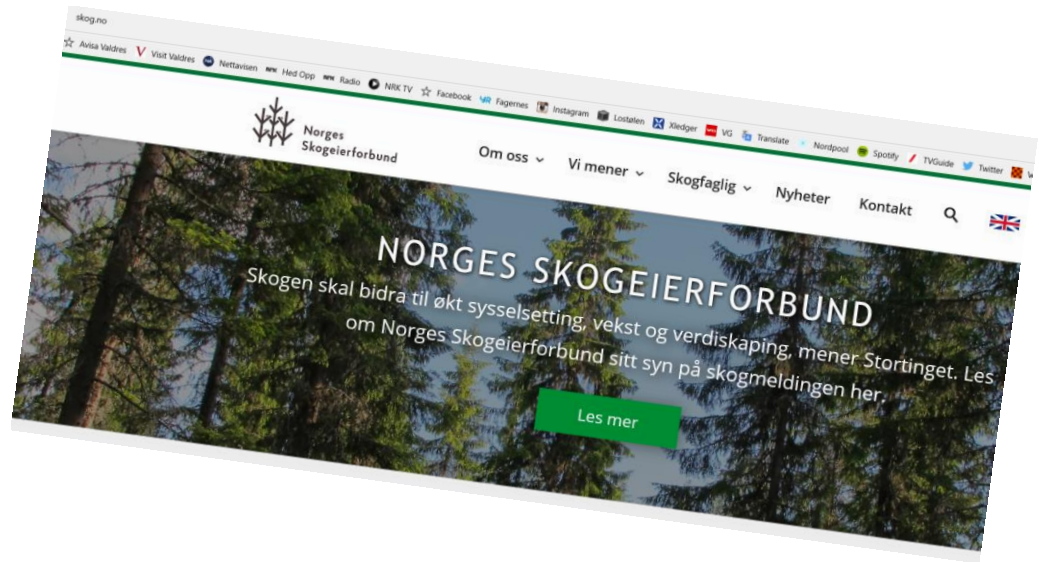 skog.no
Avisa Valdres Visit Valdres Nettavisen Hed Opp Radio NRK TV Facebook Fagernes Instagram Lostølen Xledger VG Translate Nordpool Spotify TVGuide Twitter
Norges
Skogeierforbund
Om oss Vi mener Skogfaglig Nyheter Kontakt
NORGES SKOGEIERFORBUND
Skogen skal bidra til økt sysselsetting, vekst og verdiskaping, mener Stortinget. Les
om Norges Skogeierforbund sitt syn på skogmeldingen her.
Les mer